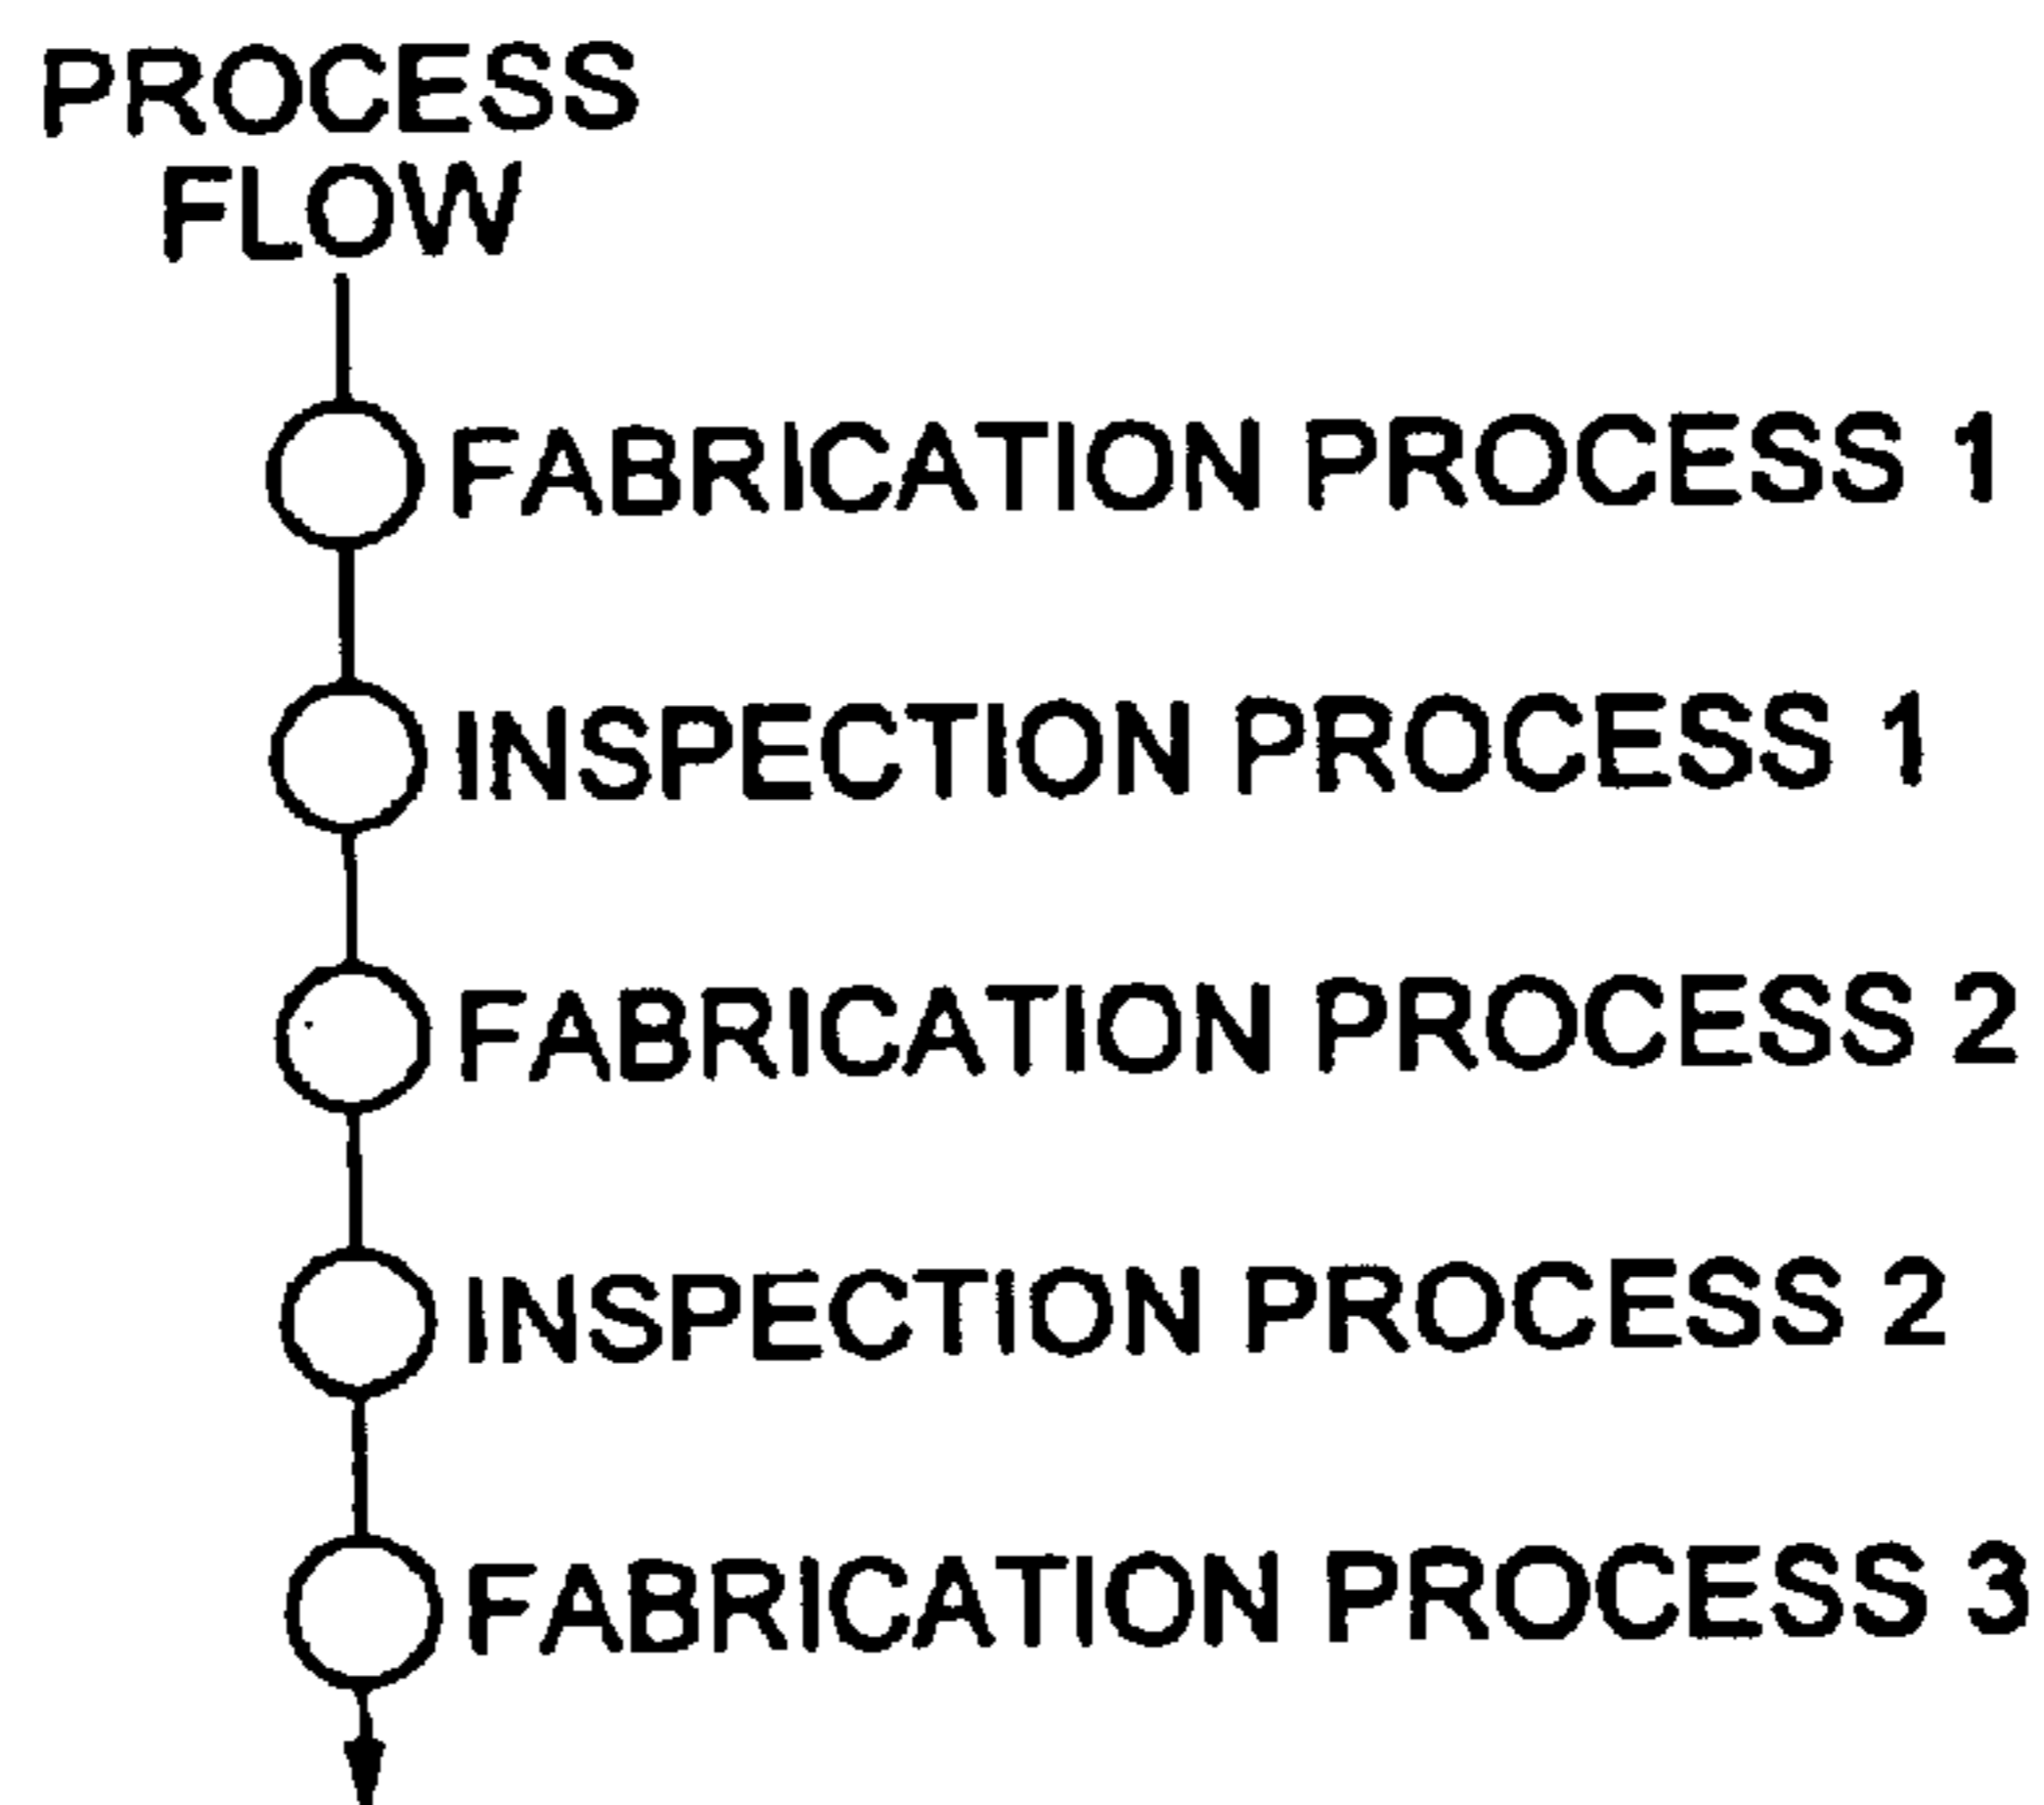 PROCESS
FLOW
FABRICATION PROCESS 1
INSPECTION PROCESS 1
FABRICATION PROCESS 2
INSPECTION PROCESS 2
FABRICATION PROCESS 3